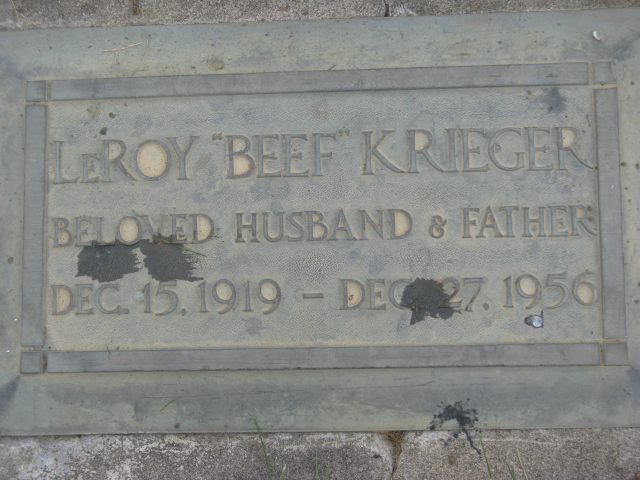 LeROY "BEEF" KRIEGER
BELOVED HUSBAND & FATHER
DEC. 15, 1919 – DEC. 27, 1956